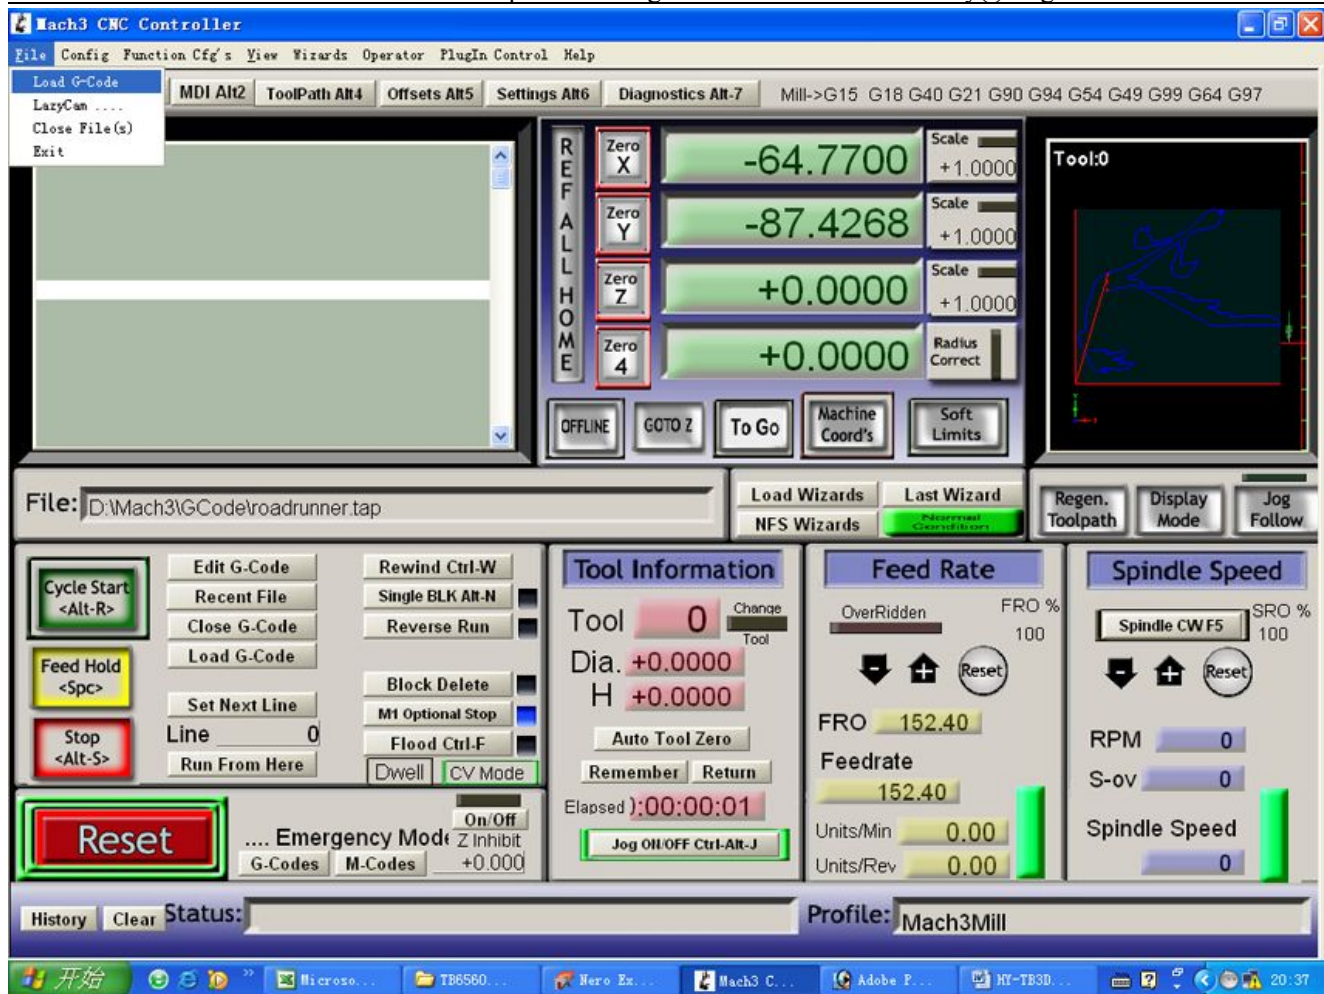 Mach3 CNC Controller
File Config Function Cfg's View Wizards Operator PlugIn Control Help
Load G-Code
LazyCam ....
Close File(s)
Exit
MDI Alt2 ToolPath Alt4 Offsets Alt5 Settings Alt6 Diagnostics Alt-7 Mill->G15 G18 G40 G21 G90 G94 G54 G49 G99 G64 G97
REF ALL HOME
Zero X -64.7700 Scale +1.0000
Zero Y -87.4268 Scale +1.0000
Zero Z +0.0000 Scale +1.0000
Zero 4 +0.0000 Radius Correct
OFFLINE GOTO Z To Go Machine Coord's Soft Limits
Tool:0
File: D:\Mach3\GCode\roadrunner.tap
Load Wizards Last Wizard
NFS Wizards Normal Condition
Regen. Toolpath Display Mode Jog Follow
Cycle Start <Alt-R>
Feed Hold <Spc>
Stop <Alt-S>
Edit G-Code
Recent File
Close G-Code
Load G-Code
Set Next Line
Line 0
Run From Here
Rewind Ctrl-W
Single BLK Alt-N
Reverse Run
Block Delete
M1 Optional Stop
Flood Ctrl-F
Dwell CV Mode
Reset
.... Emergency Mode
G-Codes M-Codes
On/Off
Z Inhibit
+0.000
Tool Information
Tool 0 Change Tool
Dia. +0.0000
H +0.0000
Auto Tool Zero
Remember Return
Elapsed ):00:00:01
Jog ON/OFF Ctrl-Alt-J
Feed Rate
OverRidden FRO %
100
Reset
FRO 152.40
Feedrate
152.40
Units/Min 0.00
Units/Rev 0.00
Spindle Speed
Spindle CW F5 SRO %
100
Reset
RPM 0
S-ov 0
Spindle Speed
0
History Clear Status: Profile: Mach3Mill
开始 Microso... TB6560... Nero Ex... Mach3 C... Adobe P... HY-TB3D... 20:37